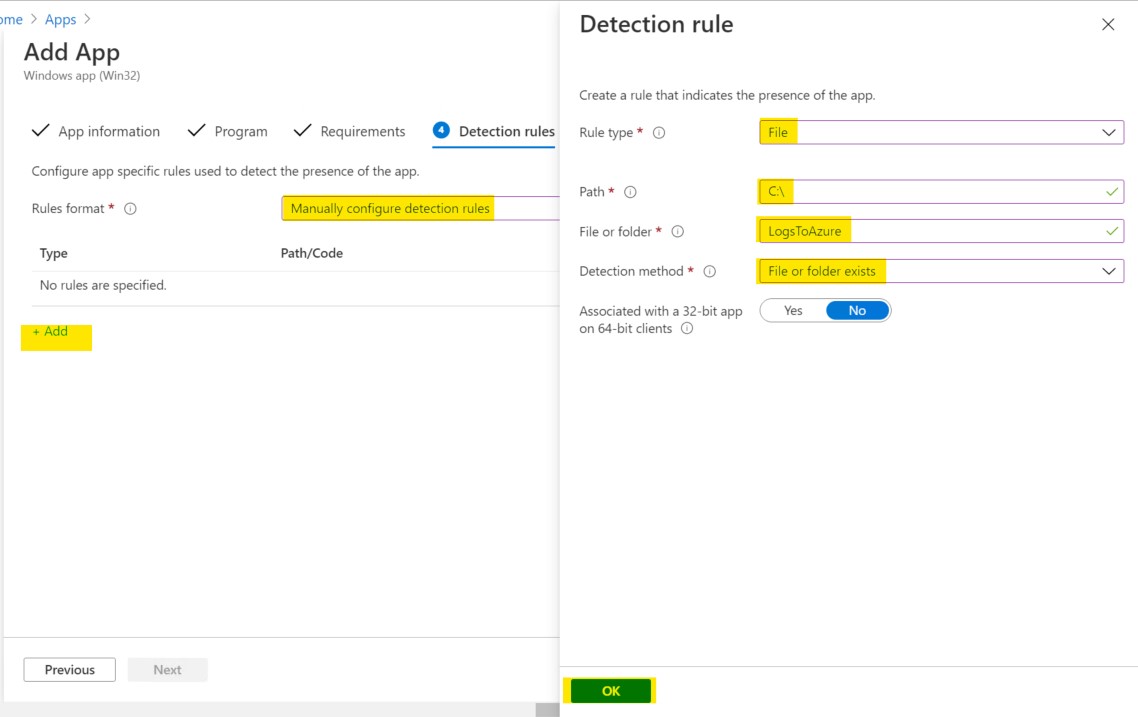 ome > Apps >
Add App
Windows app (Win32)
App information Program Requirements 4 Detection rules
Configure app specific rules used to detect the presence of the app.
Rules format * Manually configure detection rules
Type Path/Code
No rules are specified.
+ Add
Previous Next
Detection rule
Create a rule that indicates the presence of the app.
Rule type * File
Path * C:\
File or folder * LogsToAzure
Detection method * File or folder exists
Associated with a 32-bit app
on 64-bit clients
Yes No
OK